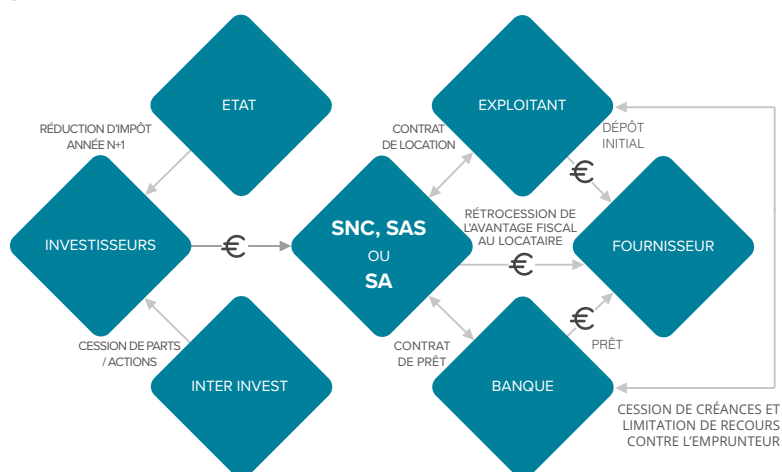 ETAT
EXPLOITANT
RÉDUCTION D'IMPÔT
ANNÉE N+1
CONTRAT
DE LOCATION
DÉPÔT
INITIAL
€
INVESTISSEURS
€
SNC, SAS
OU
SA
RÉTROCESSION DE
L'AVANTAGE FISCAL
AU LOCATAIRE
€
FOURNISSEUR
€
CESSION DE PARTS
/ ACTIONS
CONTRAT
DE PRÊT
PRÊT
INTER INVEST
BANQUE
CESSION DE CRÉANCES ET
LIMITATION DE RECOURS
CONTRE L'EMPRUNTEUR